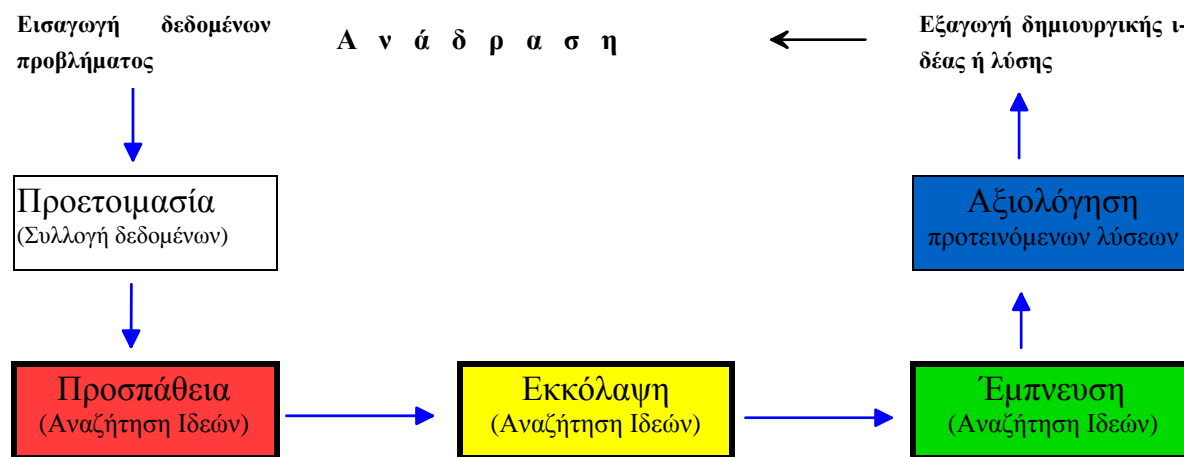 Εισαγωγή δεδομένων
προβλήματος
Α ν ά δ ρ α σ η
Εξαγωγή δημιουργικής ι-
δέας ή λύσης
Προετοιμασία
(Συλλογή δεδομένων)
Αξιολόγηση
προτεινόμενων λύσεων
Προσπάθεια
(Αναζήτηση Ιδεών)
Εκκόλαψη
(Αναζήτηση Ιδεών)
Έμπνευση
(Αναζήτηση Ιδεών)